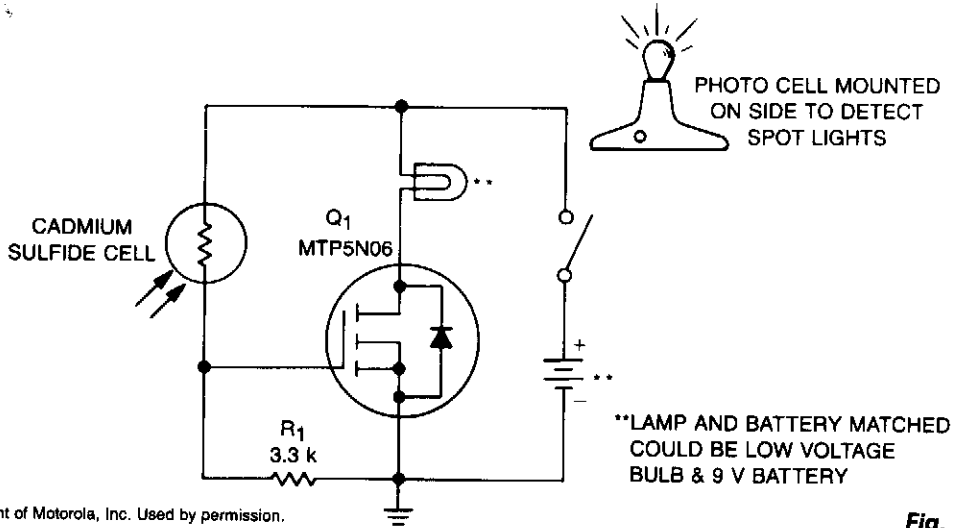 PHOTO CELL MOUNTED
ON SIDE TO DETECT
SPOT LIGHTS
**
Q1
MTP5N06
CADMIUM
SULFIDE CELL
+
**
−
R1
3.3 k
**LAMP AND BATTERY MATCHED
COULD BE LOW VOLTAGE
BULB & 9 V BATTERY
nt of Motorola, Inc. Used by permission.
Fig.